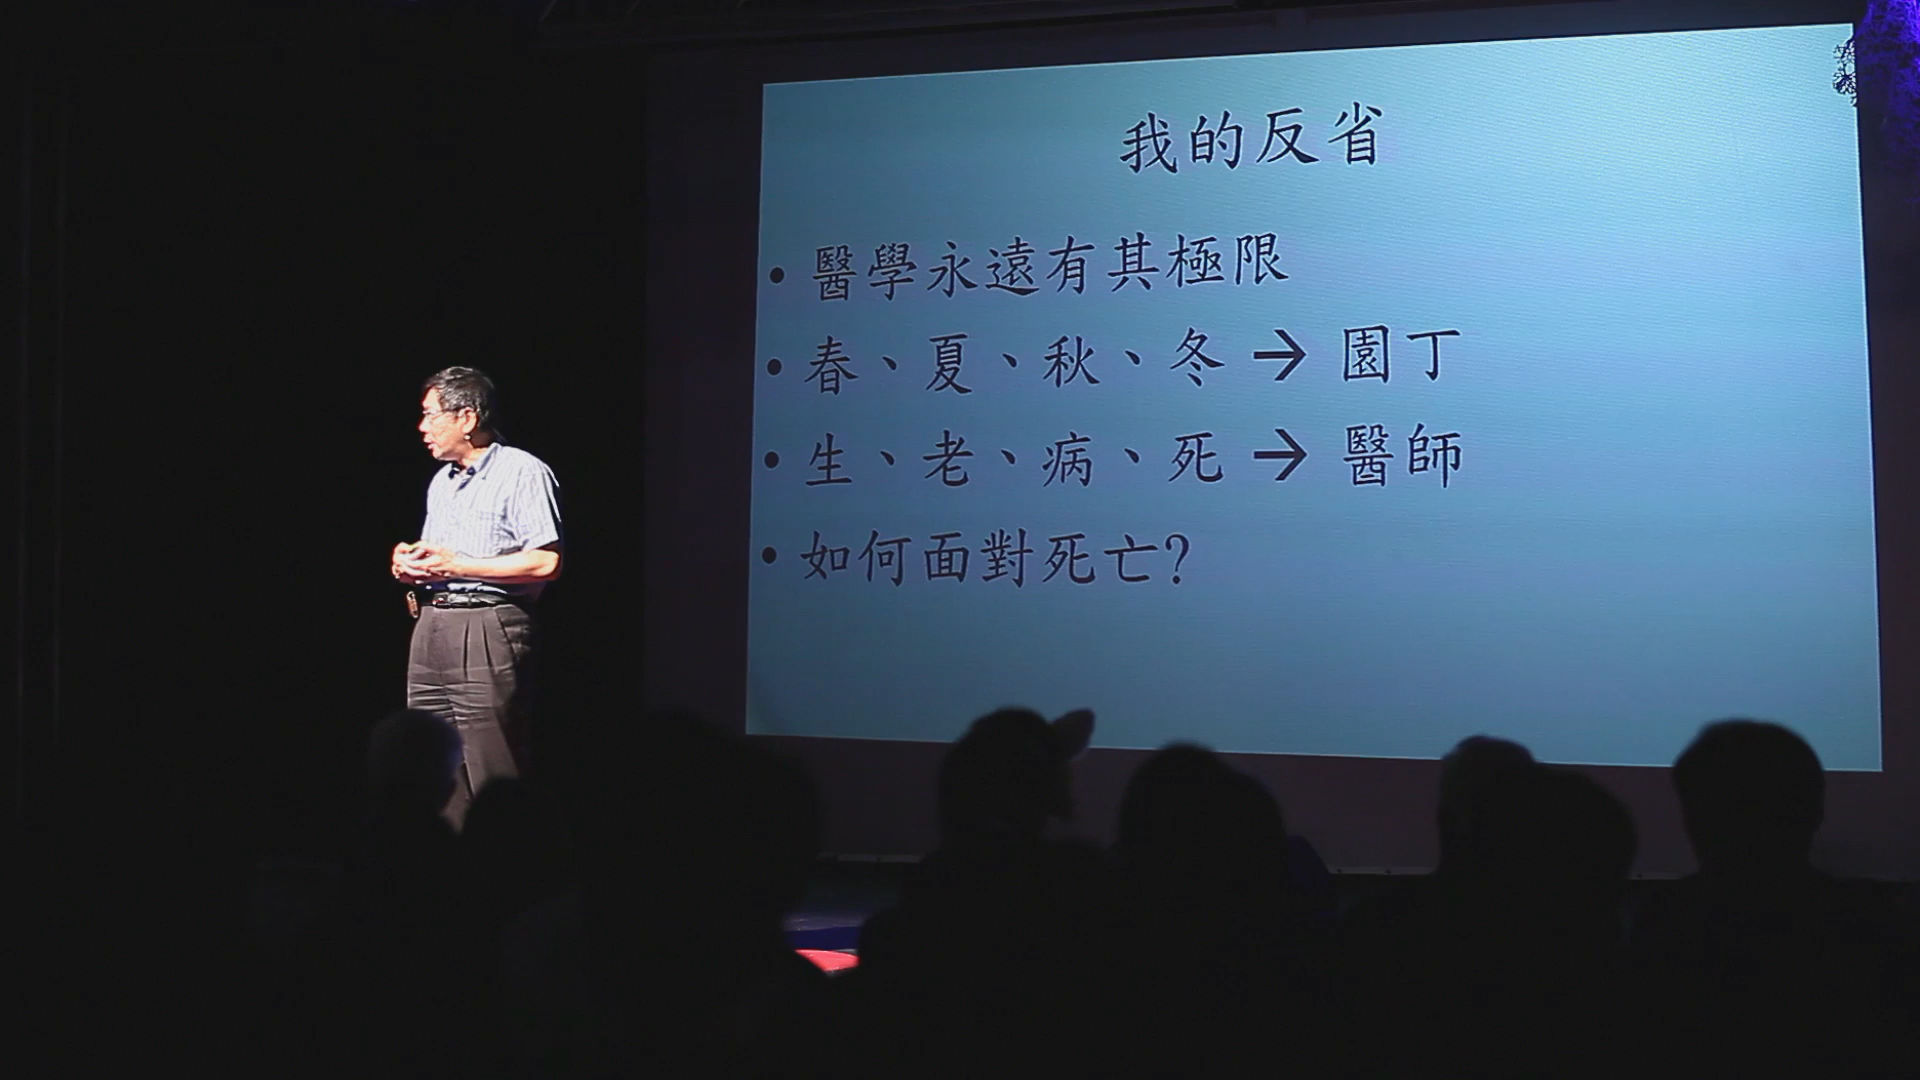 我的反省
• 醫學永遠有其極限
• 春、夏、秋、冬 → 園丁
• 生、老、病、死 → 醫師
• 如何面對死亡?